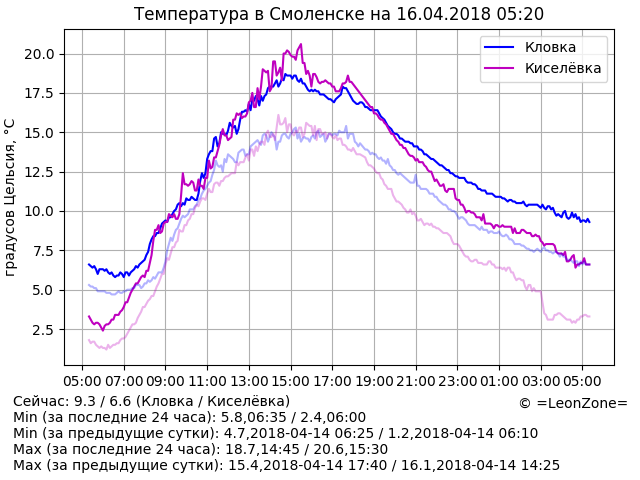 Температура в Смоленске на 16.04.2018 05:20
градусов Цельсия, °C
20.0
17.5
15.0
12.5
10.0
7.5
5.0
2.5
Кловка
Киселёвка
05:00 07:00 09:00 11:00 13:00 15:00 17:00 19:00 21:00 23:00 01:00 03:00 05:00
Сейчас: 9.3 / 6.6 (Кловка / Киселёвка)
© =LeonZone=
Min (за последние 24 часа): 5.8,06:35 / 2.4,06:00
Min (за предыдущие сутки): 4.7,2018-04-14 06:25 / 1.2,2018-04-14 06:10
Max (за последние 24 часа): 18.7,14:45 / 20.6,15:30
Max (за предыдущие сутки): 15.4,2018-04-14 17:40 / 16.1,2018-04-14 14:25